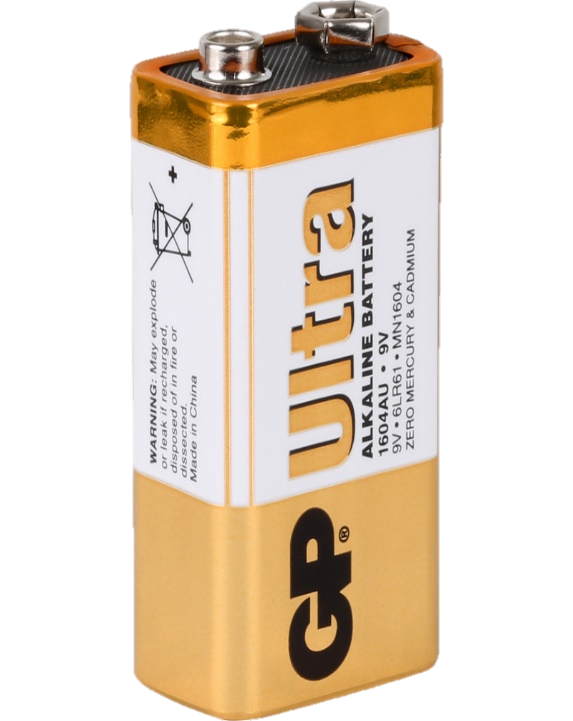 +
WARNING: May explode
or leak if recharged,
disposed of in fire or
dissected.
Made in China
GP®
Ultra
ALKALINE BATTERY
1604AU • 9V
9V • 6LR61 • MN1604
ZERO MERCURY & CADMIUM